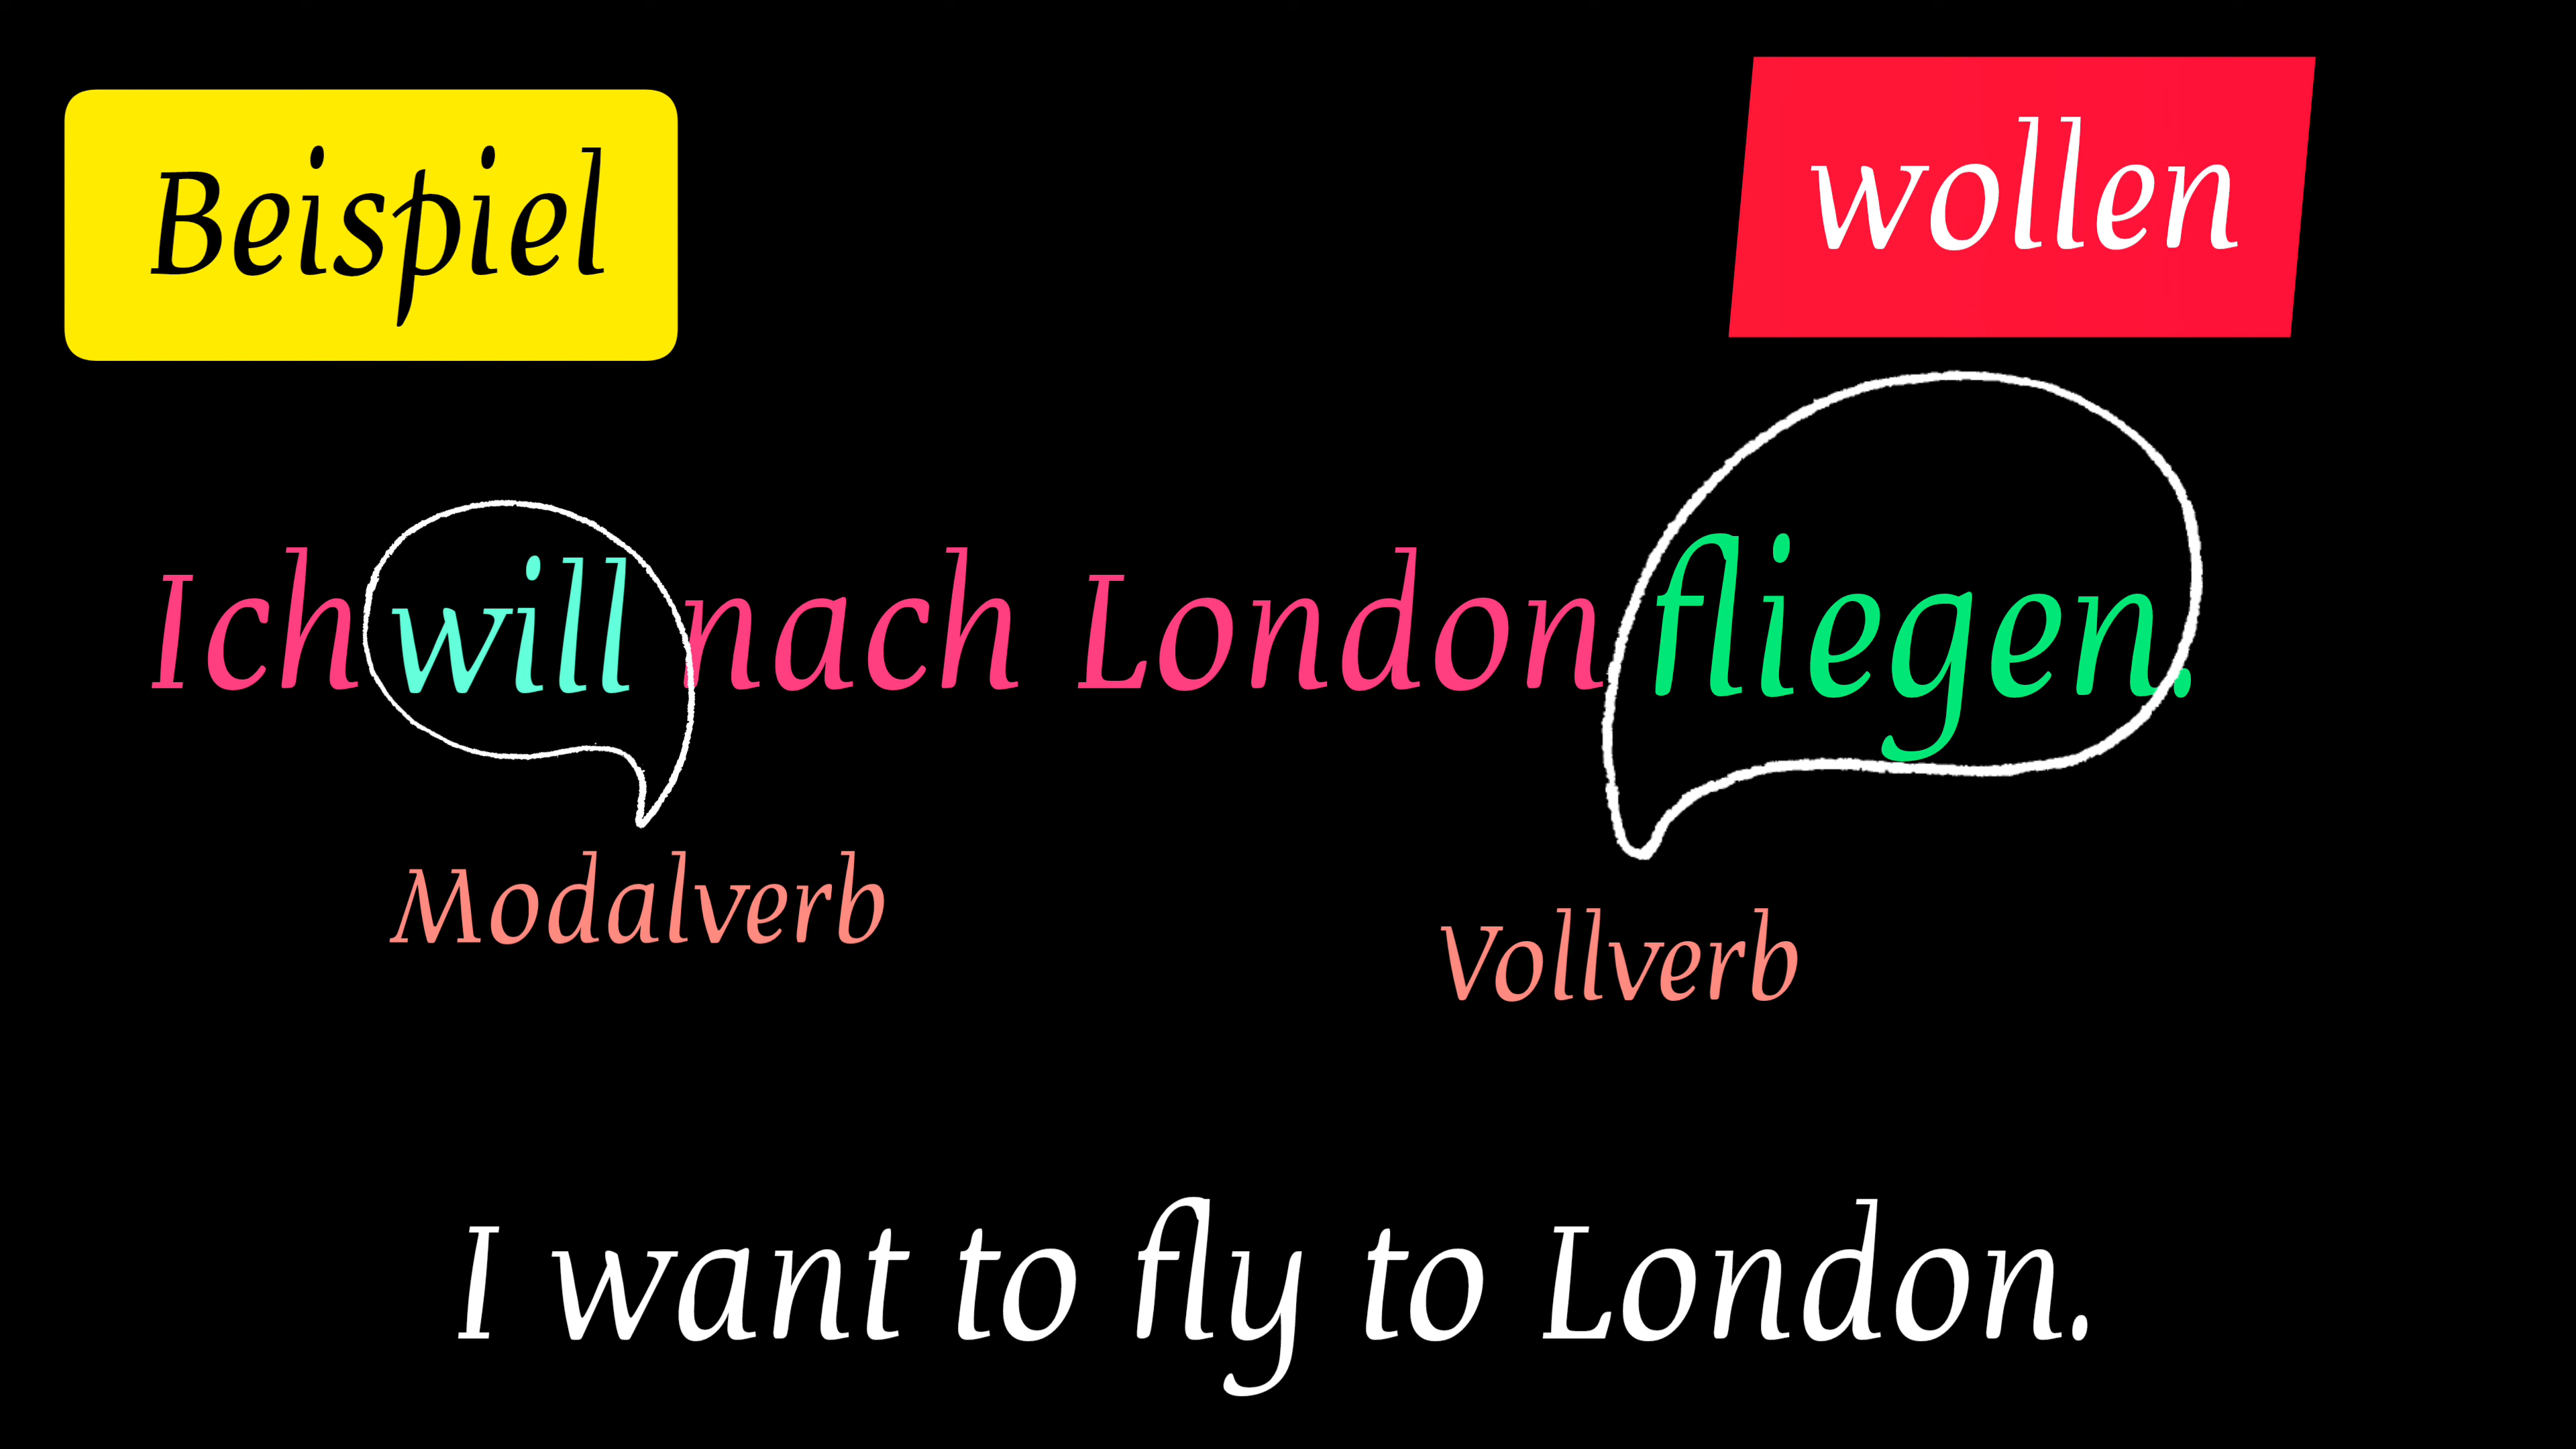 Beispiel
wollen
Ich will nach London fliegen.
Modalverb
Vollverb
I want to fly to London.